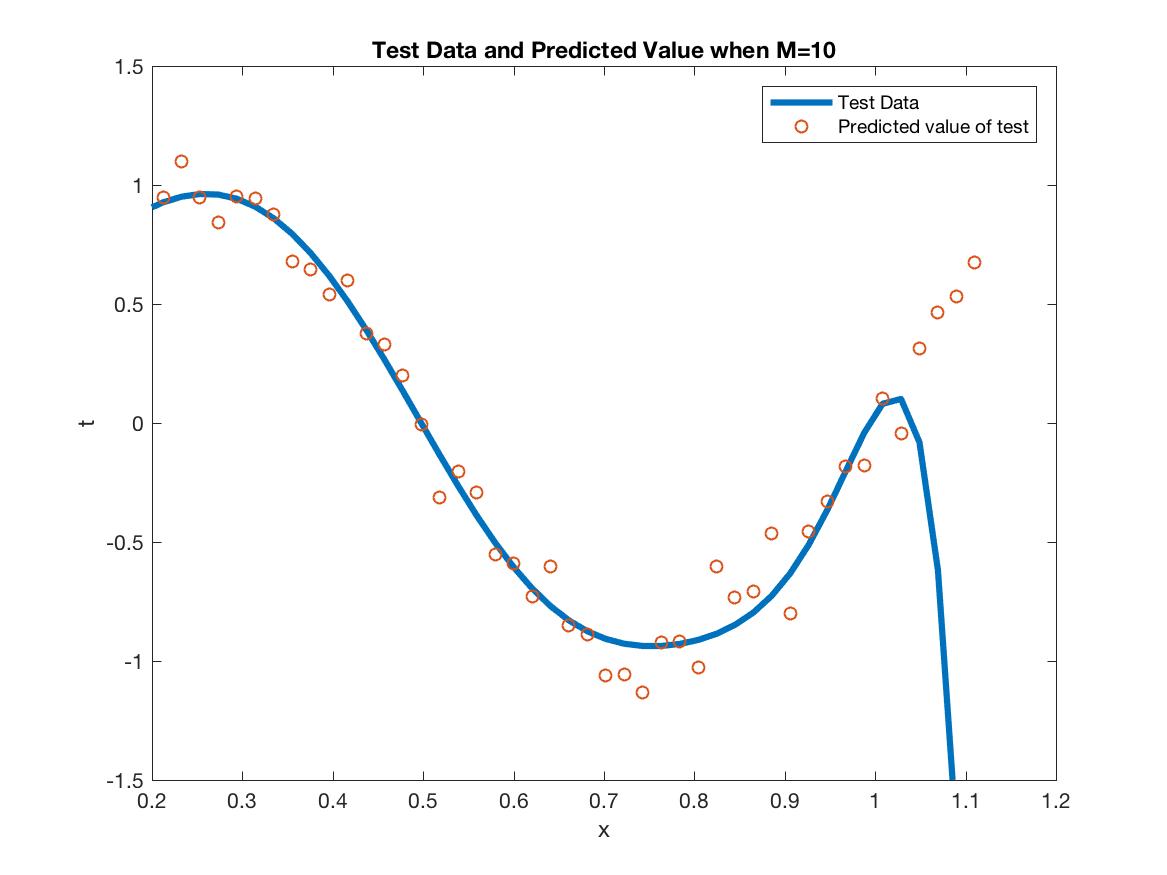 Test Data and Predicted Value when M=10
Test Data
Predicted value of test
1.5
1
0.5
0
-0.5
-1
-1.5
t
0.2 0.3 0.4 0.5 0.6 0.7 0.8 0.9 1 1.1 1.2
x